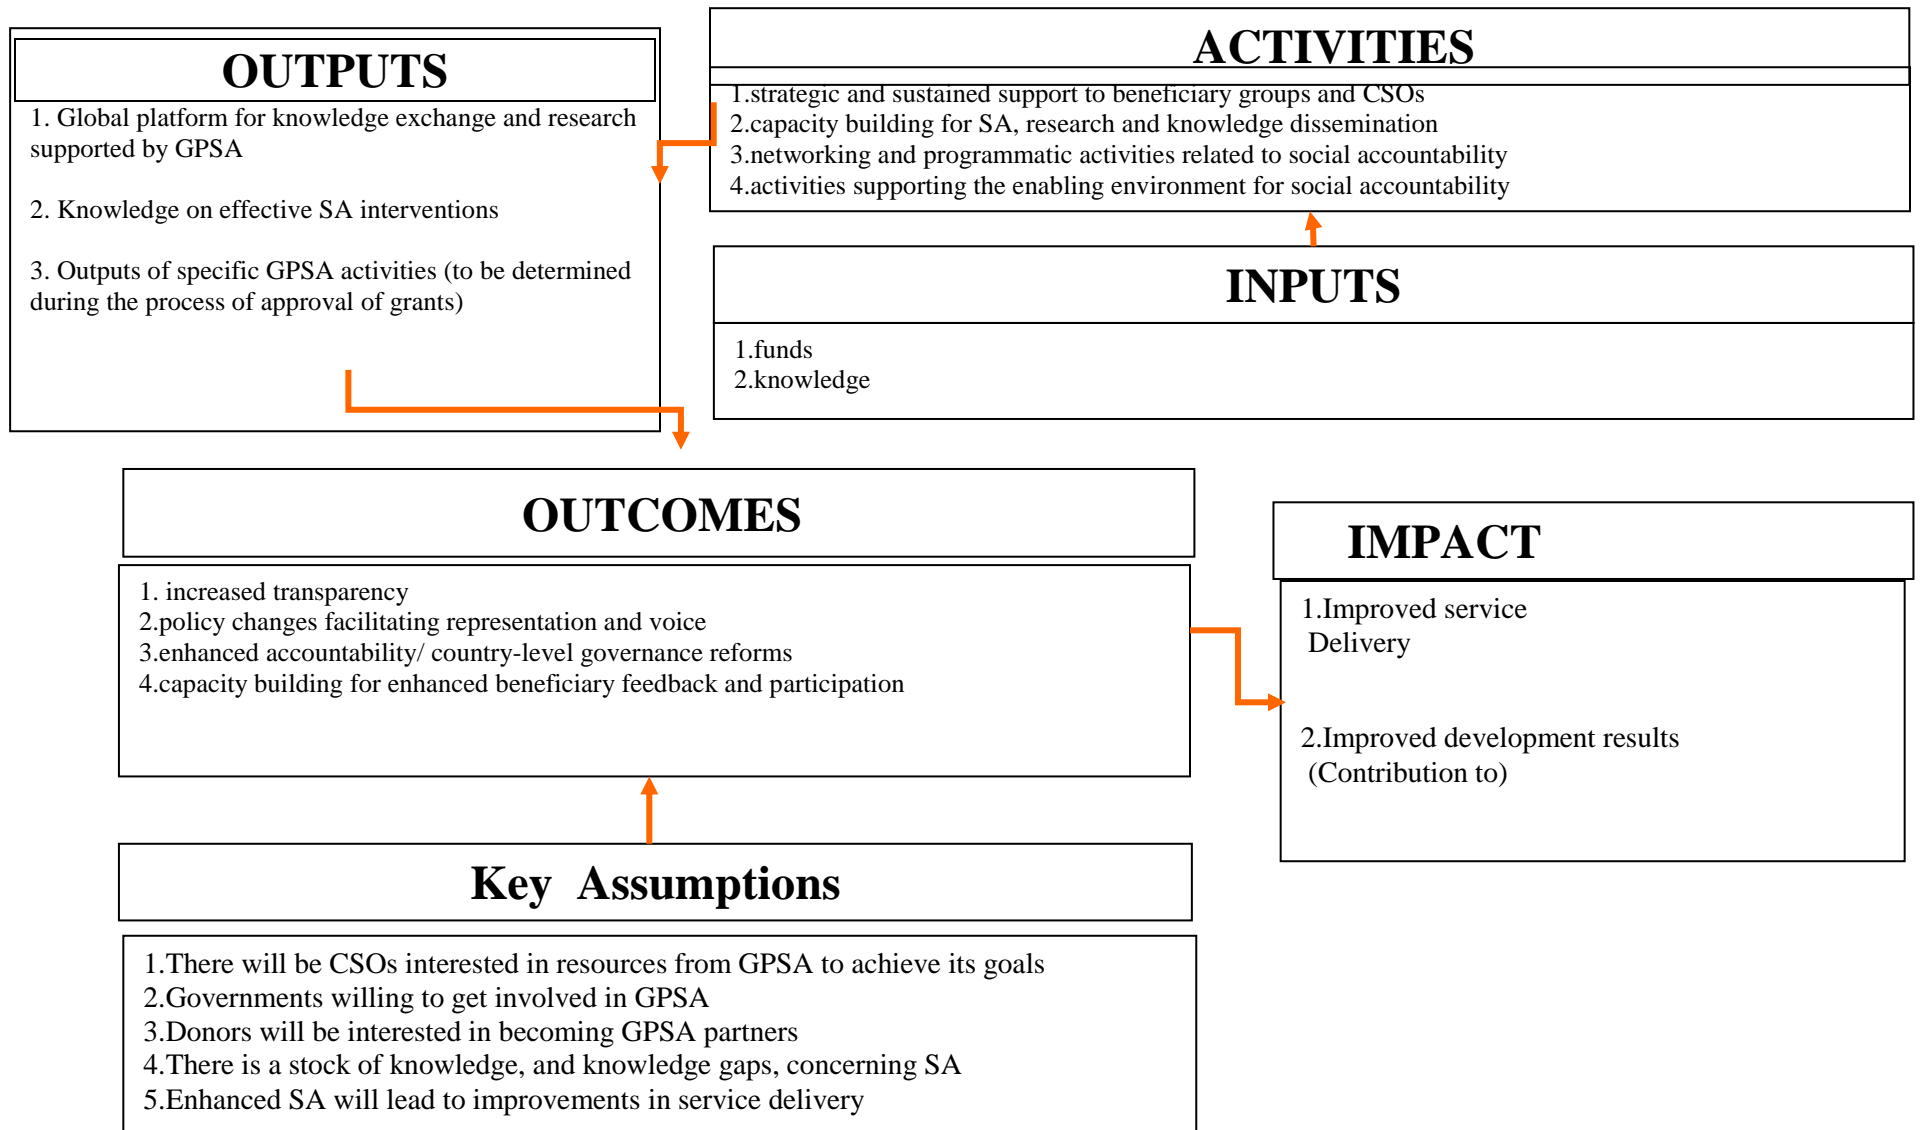 OUTPUTS
1. Global platform for knowledge exchange and research
supported by GPSA
2. Knowledge on effective SA interventions
3. Outputs of specific GPSA activities (to be determined
during the process of approval of grants)
ACTIVITIES
1.strategic and sustained support to beneficiary groups and CSOs
2.capacity building for SA, research and knowledge dissemination
3.networking and programmatic activities related to social accountability
4.activities supporting the enabling environment for social accountability
INPUTS
1.funds
2.knowledge
OUTCOMES
1. increased transparency
2.policy changes facilitating representation and voice
3.enhanced accountability/ country-level governance reforms
4.capacity building for enhanced beneficiary feedback and participation
IMPACT
1.Improved service
Delivery
2.Improved development results
(Contribution to)
Key Assumptions
1.There will be CSOs interested in resources from GPSA to achieve its goals
2.Governments willing to get involved in GPSA
3.Donors will be interested in becoming GPSA partners
4.There is a stock of knowledge, and knowledge gaps, concerning SA
5.Enhanced SA will lead to improvements in service delivery